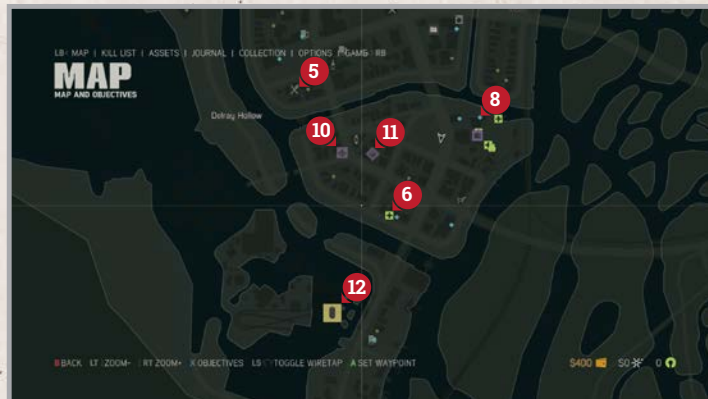 LB< MAP | KILL LIST | ASSETS | JOURNAL | COLLECTION | OPTIONS | GAME >RB
MAP
MAP AND OBJECTIVES
5
8
Delray Hollow
10
11
6
12
B BACK LT ZOOM- RT ZOOM+ X OBJECTIVES LS TOGGLE WIRETAP A SET WAYPOINT
$400
$0
0